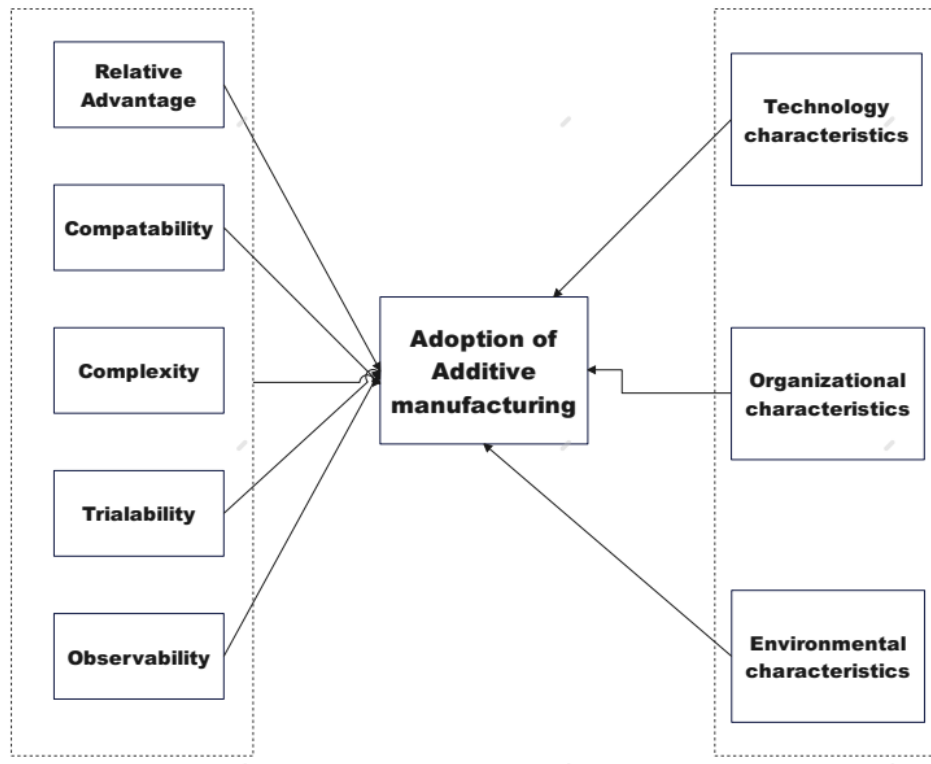 Relative
Advantage
Compatability
Complexity
Trialability
Observability
Adoption of
Additive
manufacturing
Technology
characteristics
Organizational
characteristics
Environmental
characteristics